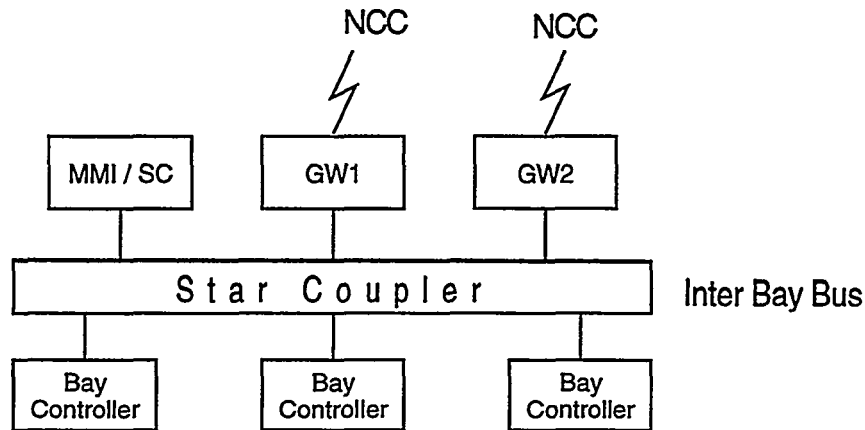 NCC
NCC
MMI / SC
GW1
GW2
Star Coupler
Inter Bay Bus
Bay
Controller
Bay
Controller
Bay
Controller